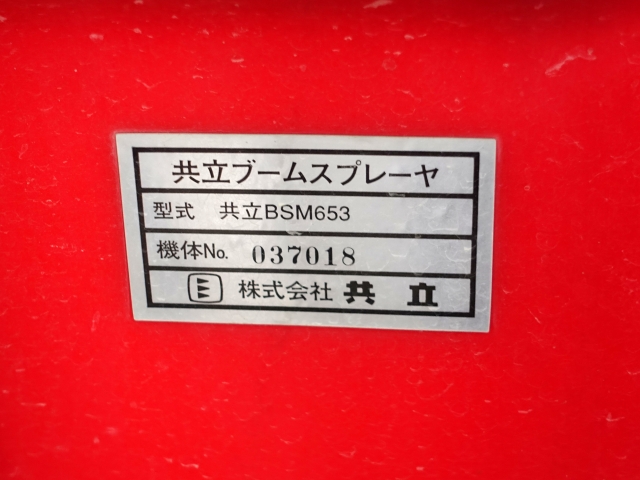 共立ブームスプレーヤ
型式 共立BSM653
機体No. 037018
株式会社 共立